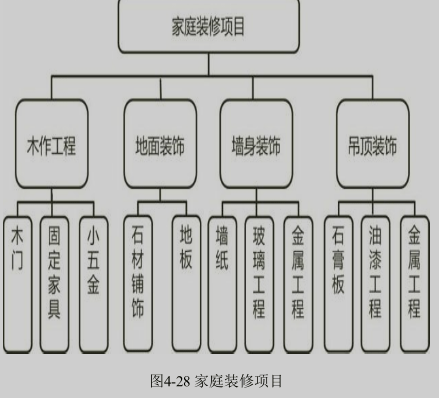 家庭装修项目
木作工程
地面装饰
墙身装饰
吊顶装饰
木门
固定家具
小五金
石材铺饰
地板
墙纸
玻璃工程
金属工程
石膏板
油漆工程
金属工程
图4-28 家庭装修项目